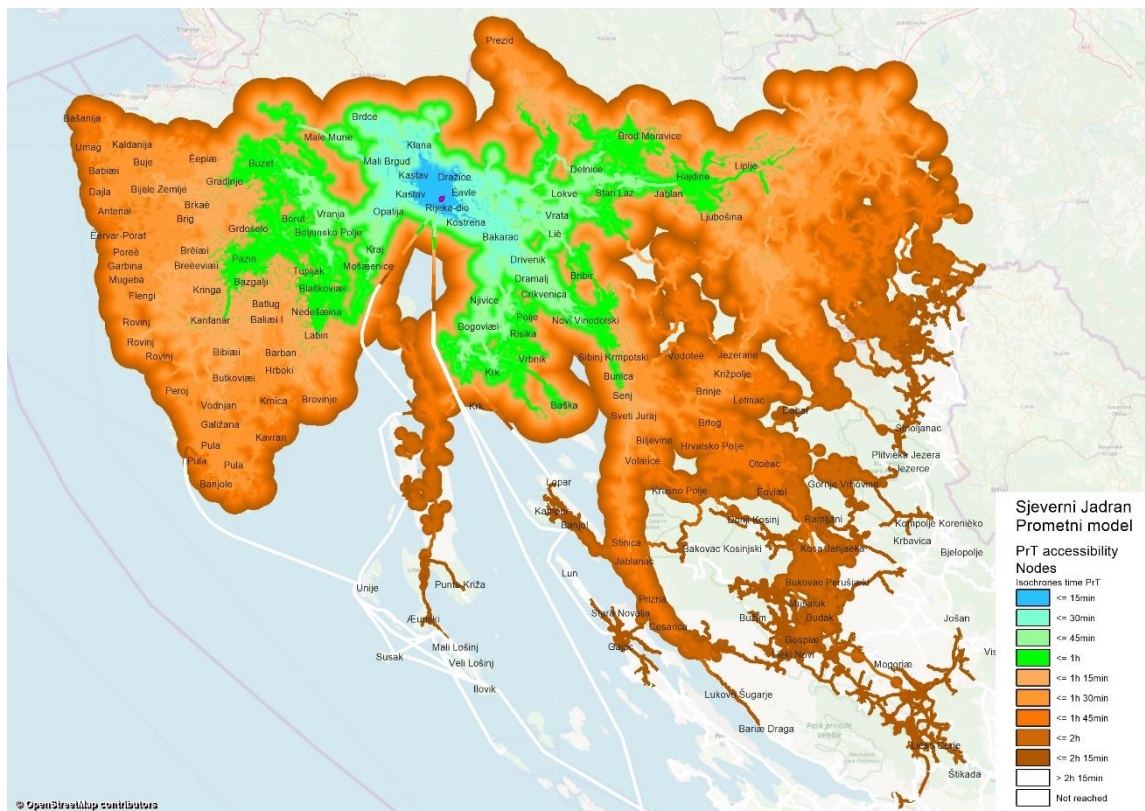 Trieste
Prezid
Brdce
Bašanija
Umag
Kaldanija
Buje
Babiæi
Dajla
Bijele Zemlje
Antenal
Brkaè
Brig
Èepiæ
Gradinje
Buzet
Male Mune
Klana
Mali Brgud
Kastav
Dražice
Kastav
Èavle
Rijeka-dio
Opatija
Kostrena
Bakarac
Delnice
Lokve
Stari Laz
Vrata
Liè
Brod Moravice
Hajdine
Liplje
Jablan
Ljubošina
Grdoselo
Borut
Vranja
Boljunsko Polje
Kraj
Mošæenice
Èervar-Porat
Poreè
Garbina
Mugeba
Flengi
Brèiæi
Breèeviæi
Kringa
Pazin
Bazgalji
Tupljak
Blaškoviæi
Nedešæina
Labin
Batlug
Baliæi I
Kanfanar
Rovinj
Rovinj
Rovinj
Bibiæi
Barban
Butkoviæi
Hrboki
Peroj
Vodnjan
Krnica
Brovinje
Galižana
Kavran
Pula
Pula
Pula
Banjole
Drivenik
Dramalj
Crikvenica
Bribir
Njivice
Polje
Novi Vinodolski
Bogoviæi
Risika
Vrbnik
Krk
Baška
Krk
Sibinj Krmpotski
Bunica
Senj
Sveti Juraj
Biljevine
Volarice
Vodoteè
Jezerane
Križpolje
Brinje
Letinac
Brlog
Hrvatsko Polje
Dabar
Smoljanac
Plitvièka Jezera
Jezerce
Otoèac
Krasno Polje
Èoviæi
Gornje Vrhovine
Lopar
Kampor
Banjol
Stinica
Jablanac
Donji Kosinj
Ramljani
Kompolje Korenièko
Krbavica
Bjelopolje
Bakovac Kosinjski
Kosa Janjaèka
Lun
Unije
Punta Križa
Æunski
Mali Lošinj
Veli Lošinj
Susak
Ilovik
Prizna
Stara Novalja
Cesarica
Gajac
Bukovac Perušiæki
Mušaluk
Budak
Bužim
Gospiæ
Lièki Novi
Mogoriæ
Jošan
Lukovo Šugarje
Bariæ Draga
Park prirode
Velebit
Štikada
Sjeverni Jadran
Prometni model
PrT accessibility
Nodes
Isochrones time PrT
<= 15min
<= 30min
<= 45min
<= 1h
<= 1h 15min
<= 1h 30min
<= 1h 45min
<= 2h
<= 2h 15min
> 2h 15min
Not reached
© OpenStreetMap contributors